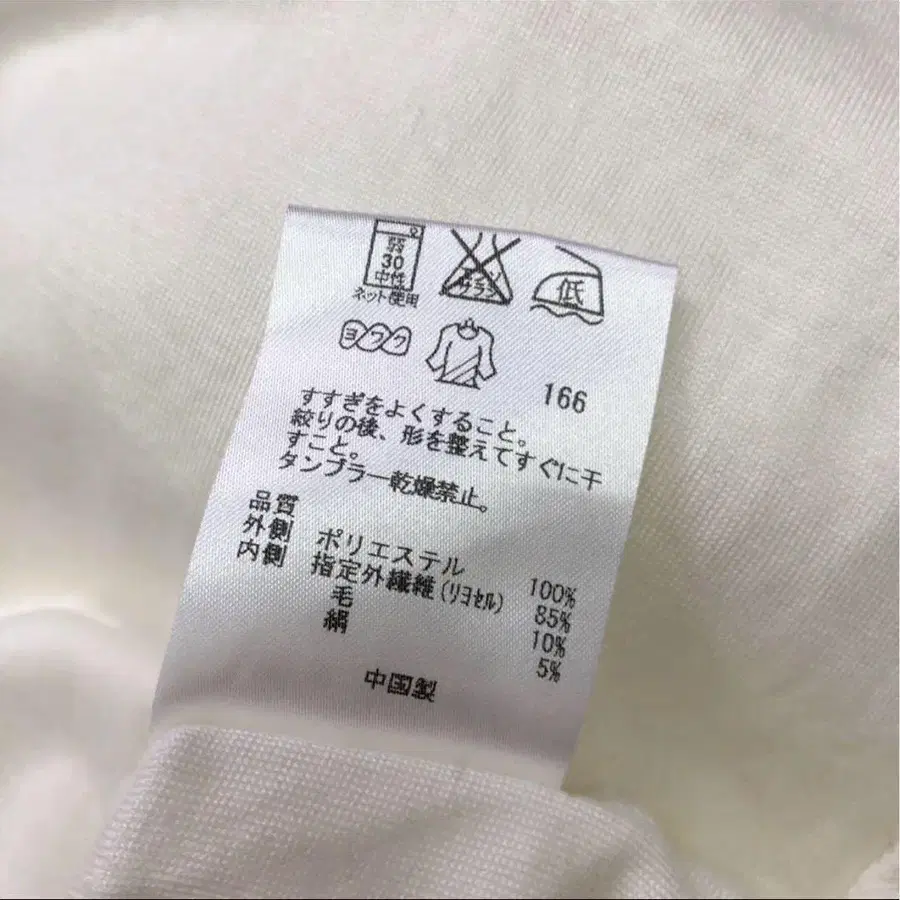 弱
30
中性
ネット使用
エンソ
サラシ
低
ヨワク
166
すすぎをよくすること。
絞りの後、形を整えてすぐに干
すこと。
タンブラー乾燥禁止。
品質
外側 ポリエステル 100%
内側 指定外繊維(リヨセル) 85%
毛 10%
絹 5%
中国製